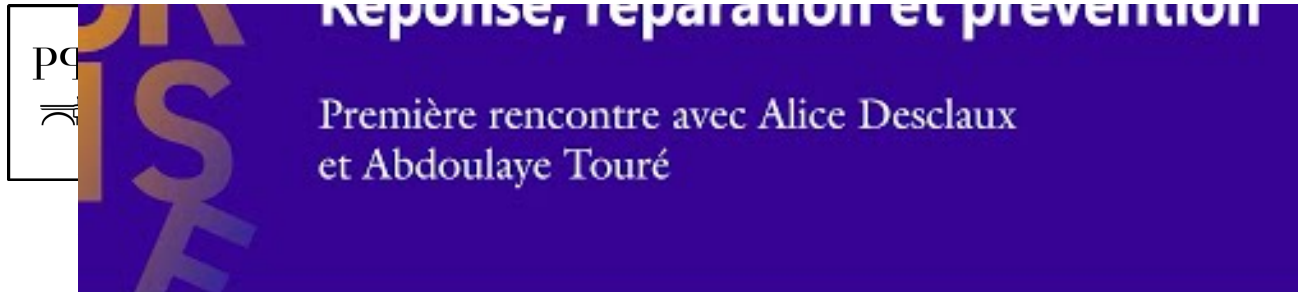 Réponse, réparation et prévention
Première rencontre avec Alice Desclaux
et Abdoulaye Touré